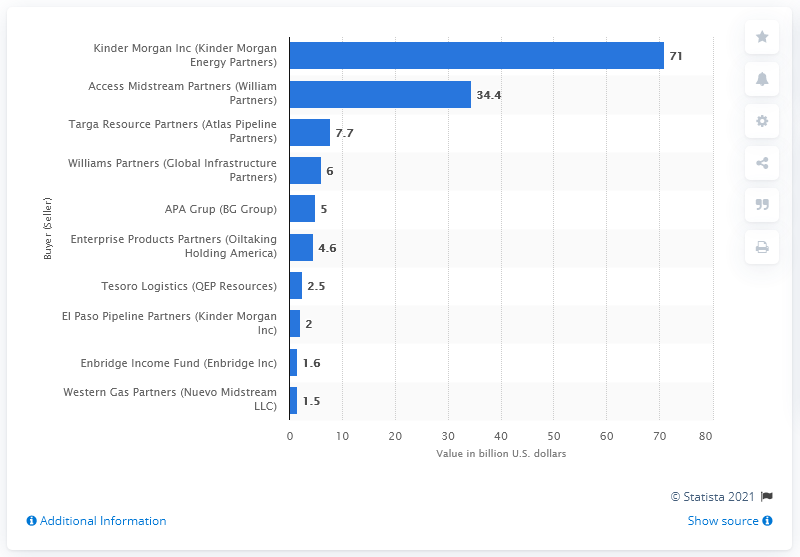 Buyer (Seller)
Kinder Morgan Inc (Kinder Morgan
Energy Partners)
71
Access Midstream Partners (William
Partners)
34.4
Targa Resource Partners (Atlas Pipeline
Partners)
7.7
Williams Partners (Global Infrastructure
Partners)
6
APA Grup (BG Group)
5
Enterprise Products Partners (Oiltaking
Holding America)
4.6
Tesoro Logistics (QEP Resources)
2.5
El Paso Pipeline Partners (Kinder Morgan
Inc)
2
Enbridge Income Fund (Enbridge Inc)
1.6
Western Gas Partners (Nuevo Midstream
LLC)
1.5
0 10 20 30 40 50 60 70 80
Value in billion U.S. dollars
© Statista 2021
Additional Information
Show source